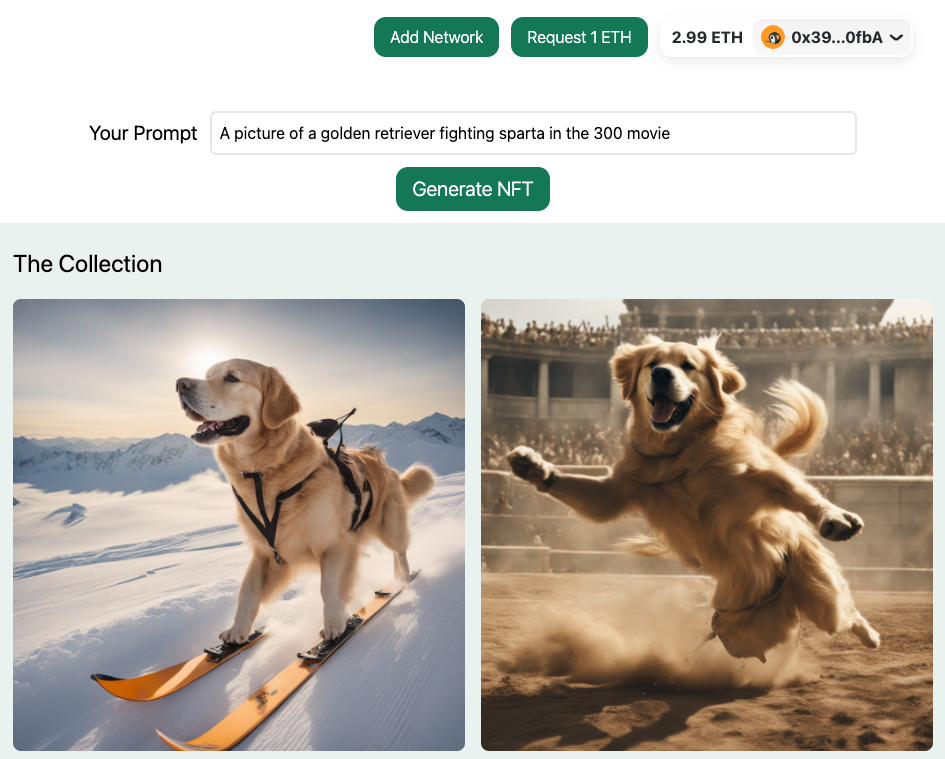 Add Network
Request 1 ETH
2.99 ETH
0x39...0fbA
Your Prompt
A picture of a golden retriever fighting sparta in the 300 movie
Generate NFT
The Collection